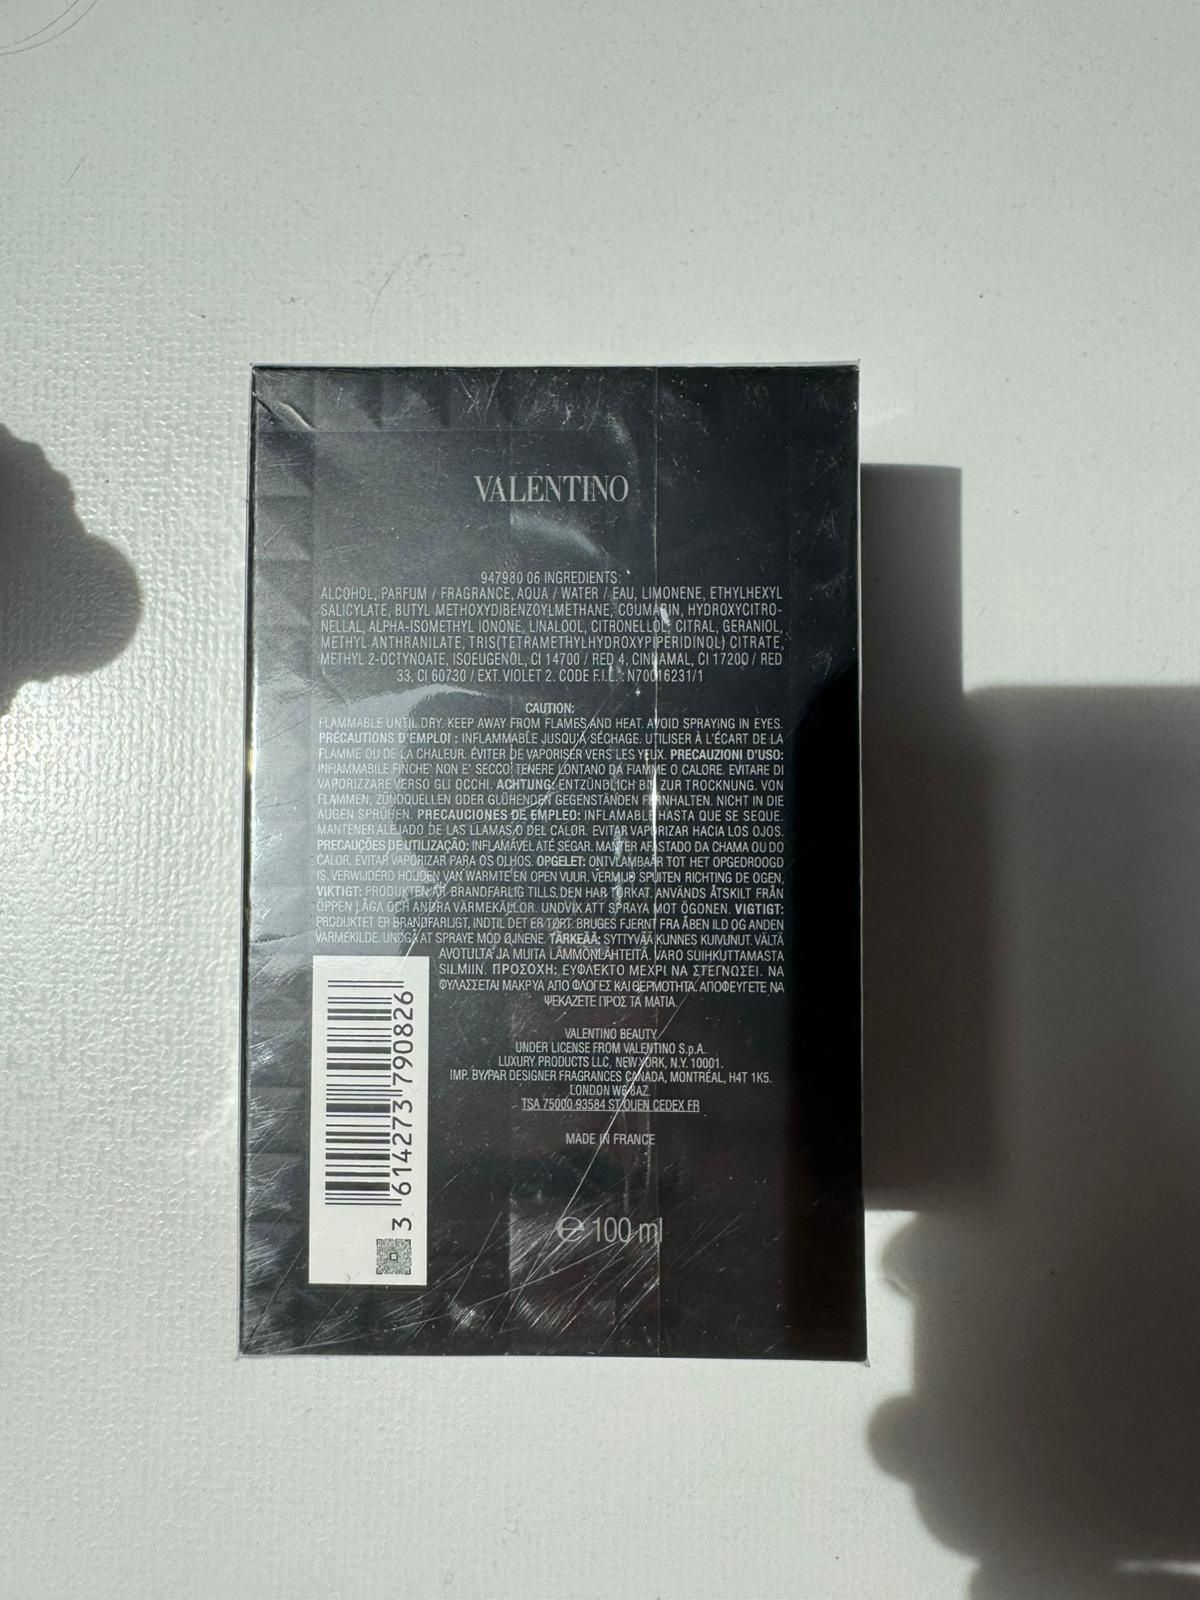 VALENTINO
947980 06 INGREDIENTS:
ALCOHOL, PARFUM / FRAGRANCE, AQUA / WATER / EAU, LIMONENE, ETHYLHEXYL
SALICYLATE, BUTYL METHOXYDIBENZOYLMETHANE, COUMARIN, HYDROXYCITRO-
NELLAL, ALPHA-ISOMETHYL IONONE, LINALOOL, CITRONELLOL, CITRAL, GERANIOL,
METHYL ANTHRANILATE, TRIS(TETRAMETHYLHYDROXYPIPERIDINOL) CITRATE,
METHYL 2-OCTYNOATE, ISOEUGENOL, CI 14700 / RED 4, CINNAMAL, CI 17200 / RED
33, CI 60730 / EXT. VIOLET 2. CODE F.I.L. : N70016231/1
CAUTION:
FLAMMABLE UNTIL DRY. KEEP AWAY FROM FLAMES AND HEAT. AVOID SPRAYING IN EYES.
PRÉCAUTIONS D'EMPLOI : INFLAMMABLE JUSQU'À SÉCHAGE. UTILISER À L'ÉCART DE LA
FLAMME OU DE LA CHALEUR. ÉVITER DE VAPORISER VERS LES YEUX. PRECAUZIONI D'USO:
INFIAMMABILE FINCHE' NON E' SECCO. TENERE LONTANO DA FIAMME O CALORE. EVITARE DI
VAPORIZZARE VERSO GLI OCCHI. ACHTUNG: ENTZÜNDLICH BIS ZUR TROCKNUNG. VON
FLAMMEN, ZÜNDQUELLEN ODER GLÜHENDEN GEGENSTÄNDEN FERNHALTEN. NICHT IN DIE
AUGEN SPRÜHEN. PRECAUCIONES DE EMPLEO: INFLAMABLE HASTA QUE SE SEQUE.
MANTENER ALEJADO DE LAS LLAMAS O DEL CALOR. EVITAR VAPORIZAR HACIA LOS OJOS.
PRECAUÇÕES DE UTILIZAÇÃO: INFLAMÁVEL ATÉ SEGAR. MANTER AFASTADO DA CHAMA OU DO
CALOR. EVITAR VAPORIZAR PARA OS OLHOS. OPGELET: ONTVLAMBAAR TOT HET OPGEDROOGD
IS. VERWIJDERD HOUDEN VAN WARMTE EN OPEN VUUR. VERMIJD SPUITEN RICHTING DE OGEN,
VIKTIGT: PRODUKTEN ÄR BRANDFARLIG TILLS DEN HAR TORKAT. ANVÄNDS ÅTSKILT FRÅN
ÖPPEN LÅGA OCH ANDRA VÄRMEKÄLLOR. UNDVIK ATT SPRAYA MOT ÖGONEN. VIGTIGT:
PRODUKTET ER BRANDFARLIGT, INDTIL DET ER TØRT. BRUGES FJERNT FRA ÅBEN ILD OG ANDEN
VARMEKILDE. UNDGÅ AT SPRAYE MOD ØJNENE. TÄRKEÄÄ: SYTTYVÄÄ KUNNES KUIVUNUT. VÄLTÄ
AVOTULTA JA MUITA LÄMMÖNLÄHTEITÄ. VARO SUIHKUTTAMASTA
SILMIIN. ΠΡΟΣΟΧΗ: ΕΥΦΛΕΚΤΟ ΜΕΧΡΙ ΝΑ ΣΤΕΓΝΩΣΕΙ. ΝΑ
ΦΥΛΑΣΣΕΤΑΙ ΜΑΚΡΥΑ ΑΠΟ ΦΛΟΓΕΣ ΚΑΙ ΘΕΡΜΟΤΗΤΑ. ΑΠΟΦΕΥΓΕΤΕ ΝΑ
ΨΕΚΑΖΕΤΕ ΠΡΟΣ ΤΑ ΜΑΤΙΑ.
VALENTINO BEAUTY
UNDER LICENSE FROM VALENTINO S.p.A.
LUXURY PRODUCTS LLC, NEW YORK, N.Y. 10001.
IMP. BY/PAR DESIGNER FRAGRANCES CANADA, MONTRÉAL, H4T 1K5.
LONDON W6 8AZ
TSA 75000 93584 ST OUEN CEDEX FR
MADE IN FRANCE
℮ 100 ml
3 614273 790826